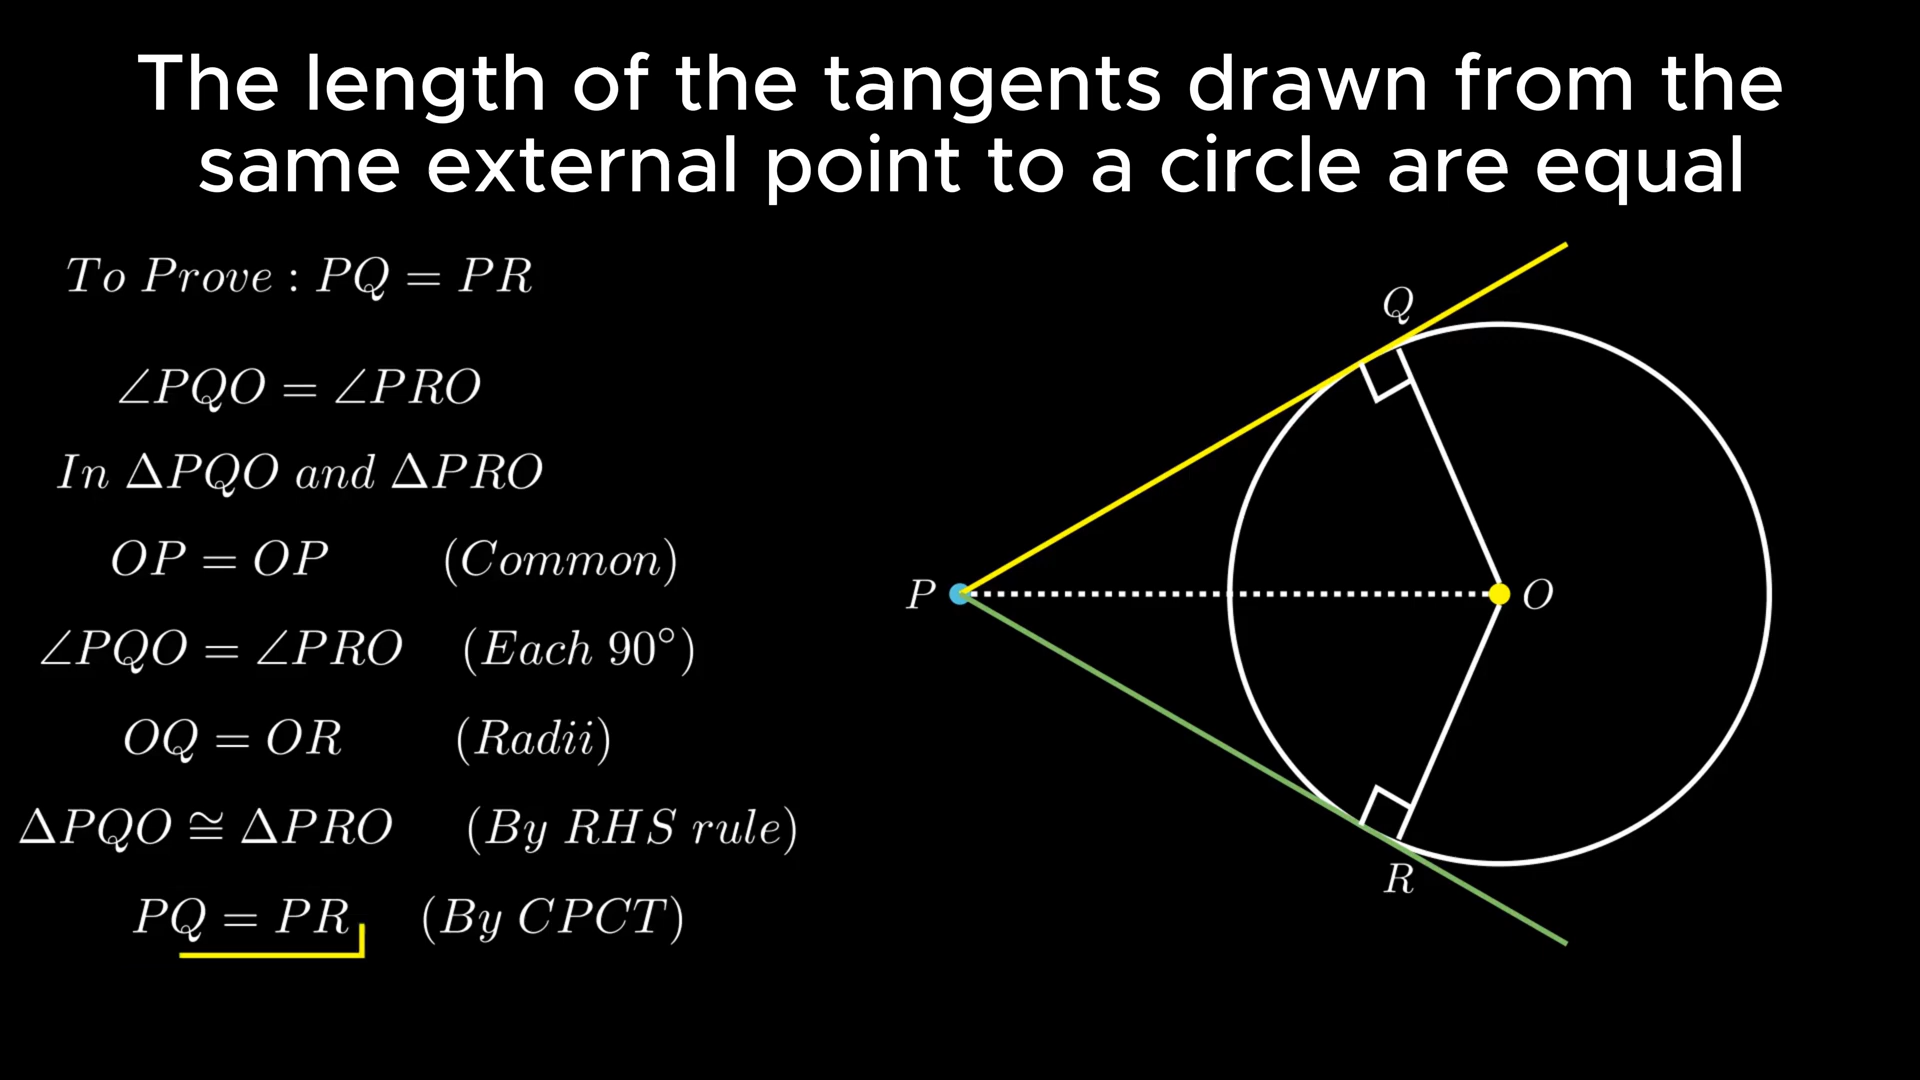 The length of the tangents drawn from the
same external point to a circle are equal
To Prove : PQ = PR
∠PQO = ∠PRO
In ΔPQO and ΔPRO
OP = OP (Common)
∠PQO = ∠PRO (Each 90°)
OQ = OR (Radii)
ΔPQO ≅ ΔPRO (By RHS rule)
PQ = PR (By CPCT)
Q
P
O
R